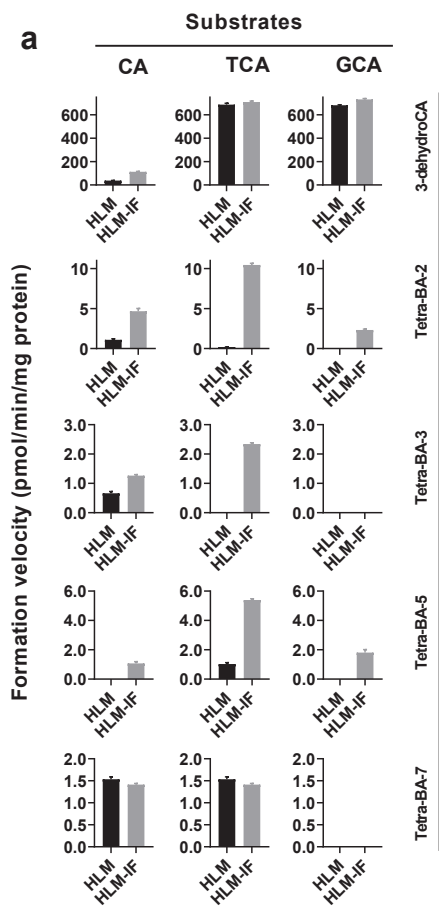 a
Substrates
CA TCA GCA
Formation velocity (pmol/min/mg protein)
600 600 600
400 400 400
200 200 200
0 0 0
HLM HLM-IF HLM HLM-IF HLM HLM-IF
3-dehydroCA
10 10 10
5 5 5
0 0 0
HLM HLM-IF HLM HLM-IF HLM HLM-IF
Tetra-BA-2
3.0 3.0 3.0
2.0 2.0 2.0
1.0 1.0 1.0
0.0 0.0 0.0
HLM HLM-IF HLM HLM-IF HLM HLM-IF
Tetra-BA-3
6.0 6.0 6.0
4.0 4.0 4.0
2.0 2.0 2.0
0.0 0.0 0.0
HLM HLM-IF HLM HLM-IF HLM HLM-IF
Tetra-BA-5
2.0 2.0 2.0
1.5 1.5 1.5
1.0 1.0 1.0
0.5 0.5 0.5
0.0 0.0 0.0
HLM HLM-IF HLM HLM-IF HLM HLM-IF
Tetra-BA-7